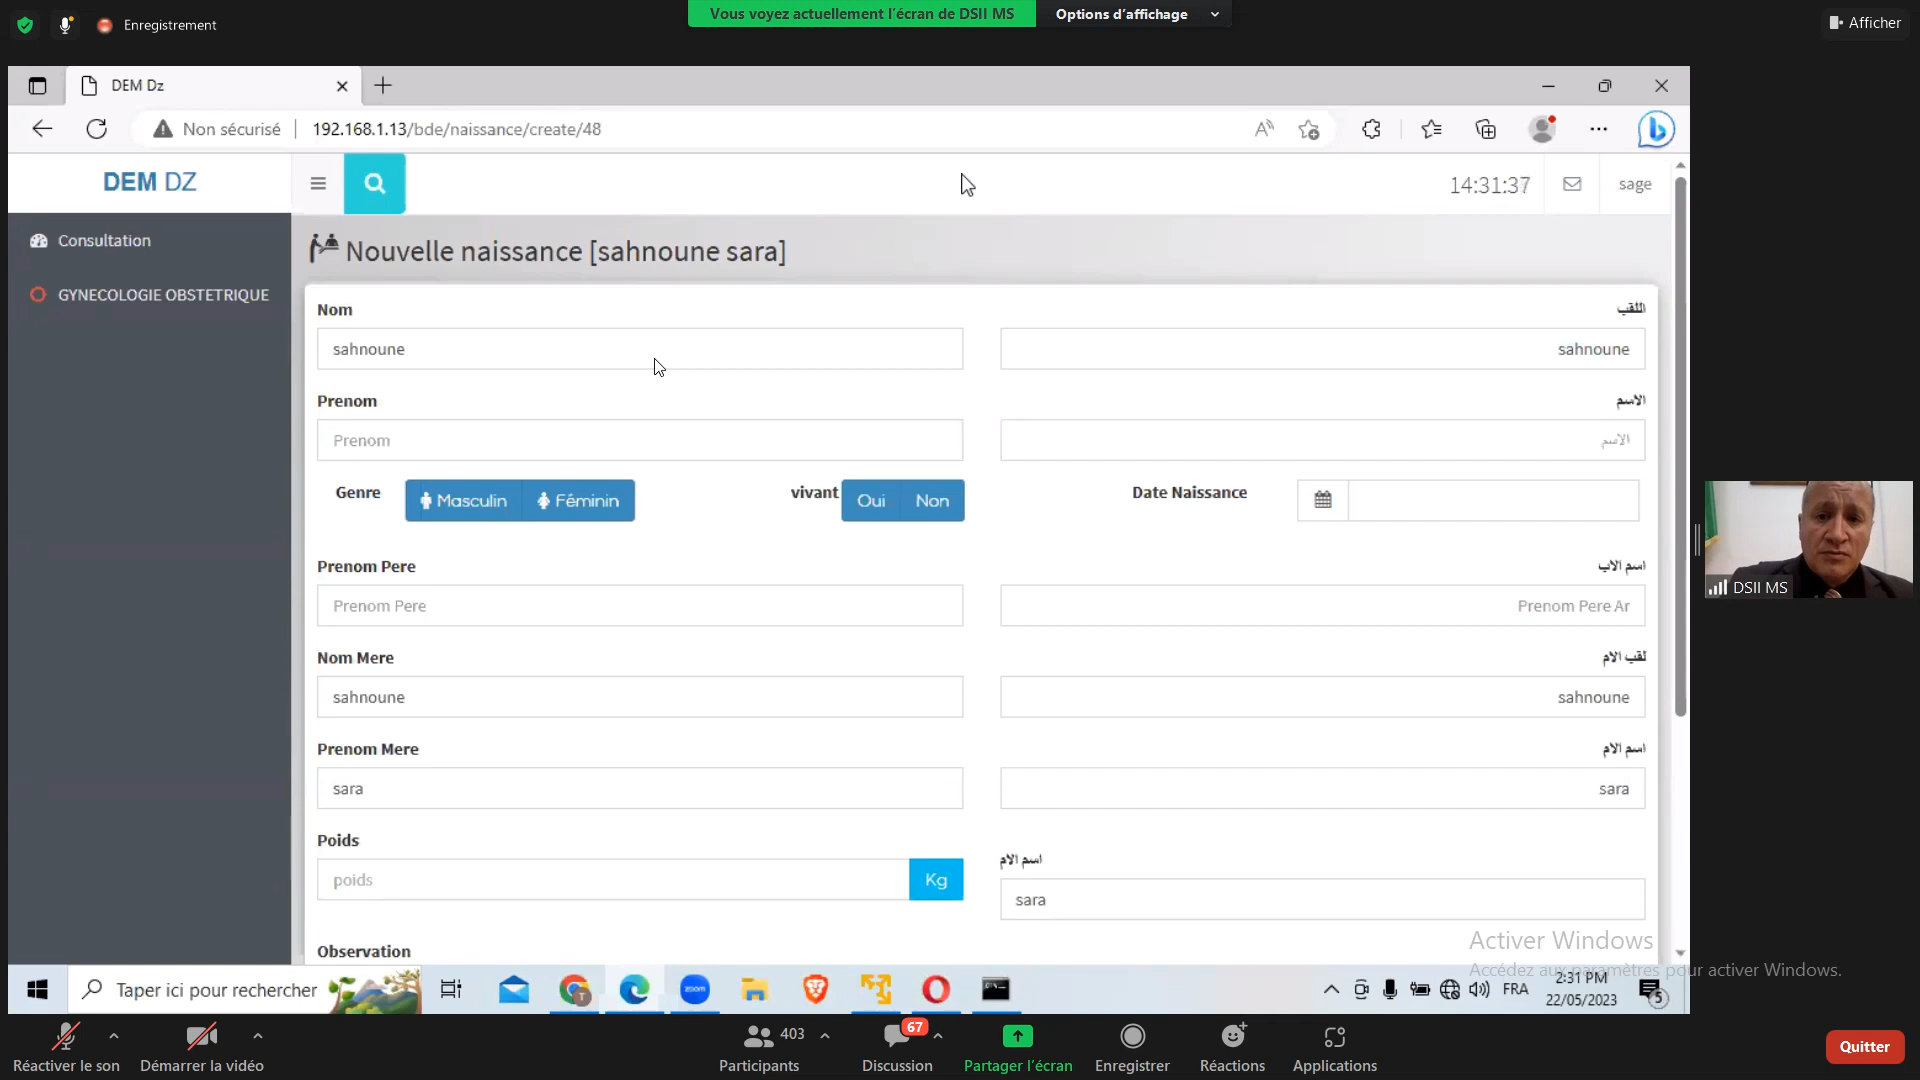 Enregistrement
Vous voyez actuellement l'écran de DSII MS
Options d'affichage
Afficher
DEM Dz
Non sécurisé
192.168.1.13/bde/naissance/create/48
DEM DZ
14:31:37
sage
Consultation
GYNECOLOGIE OBSTETRIQUE
Nouvelle naissance [sahnoune sara]
Nom
اللقب
sahnoune
sahnoune
Prenom
الاسم
Prenom
الاسم
Genre
Masculin
Féminin
vivant
Oui
Non
Date Naissance
Prenom Pere
اسم الاب
Prenom Pere
Prenom Pere Ar
Nom Mere
لقب الام
sahnoune
sahnoune
Prenom Mere
اسم الام
sara
sara
Poids
اسم الام
poids
Kg
sara
Observation
Activer Windows
Accédez aux paramètres pour activer Windows.
DSII MS
Taper ici pour rechercher
zoom
FRA
2:31 PM
22/05/2023
5
Réactiver le son
Démarrer la vidéo
403
Participants
67
Discussion
Partager l'écran
Enregistrer
Réactions
Applications
Quitter